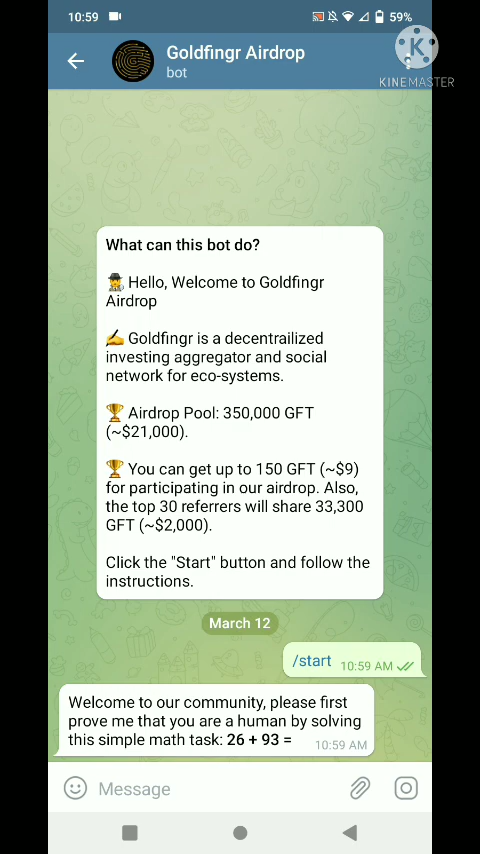 10:59
59%
Goldfingr Airdrop
bot
K
KINEMASTER
What can this bot do?
Hello, Welcome to Goldfingr
Airdrop
Goldfingr is a decentrailized
investing aggregator and social
network for eco-systems.
Airdrop Pool: 350,000 GFT
(~$21,000).
You can get up to 150 GFT (~$9)
for participating in our airdrop. Also,
the top 30 referrers will share 33,300
GFT (~$2,000).
Click the "Start" button and follow the
instructions.
March 12
/start 10:59 AM
Welcome to our community, please first
prove me that you are a human by solving
this simple math task: 26 + 93 = 10:59 AM
Message